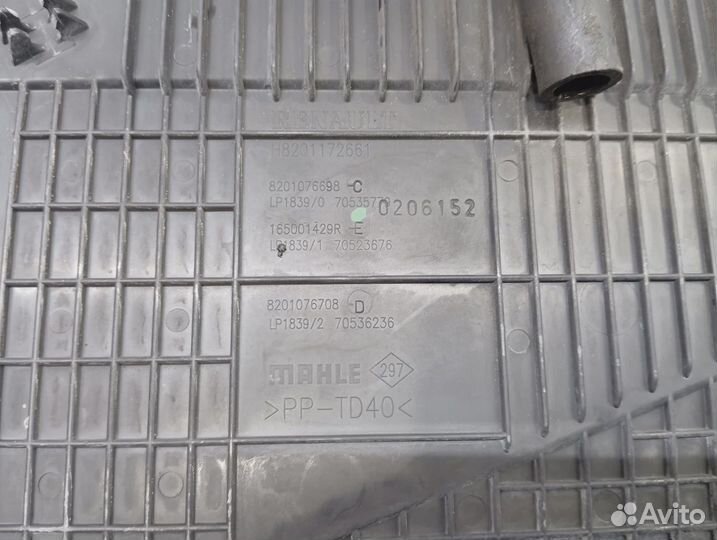 RENAULT
H8201172661
8201076698 -C
LP1839/0 70535779 0206152
165001429R -E
LP1839/1 70523676
8201076708 -D
LP1839/2 70536236
MAHLE 297
>PP-TD40<
Avito